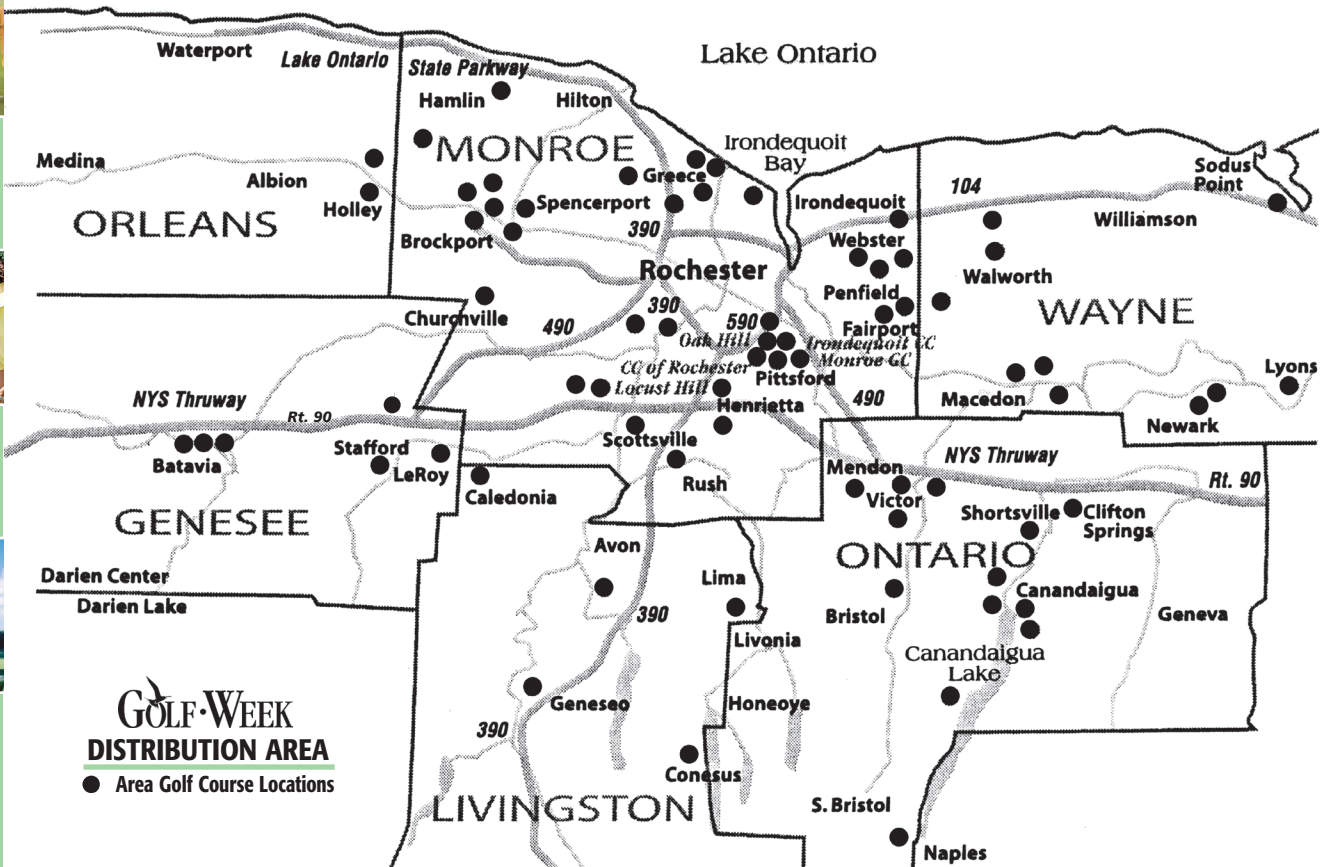 Lake Ontario
Waterport
Lake Ontario
State Parkway
Hamlin
Hilton
MONROE
Irondequoit
Bay
Medina
Albion
Greece
Sodus
Point
104
Holley
Spencerport
Irondequoit
Williamson
ORLEANS
Brockport
390
Webster
Rochester
Walworth
Penfield
WAYNE
Churchville
490
390
590
Fairport
Oak Hill
Irondequoit CC
CC of Rochester
Monroe GC
Locust Hill
Pittsford
Lyons
NYS Thruway
Rt. 90
Henrietta
490
Macedon
Newark
Batavia
Stafford
LeRoy
Scottsville
Mendon
NYS Thruway
Rt. 90
Caledonia
Rush
Victor
Shortsville
Clifton
Springs
GENESEE
Avon
ONTARIO
Darien Center
Darien Lake
Lima
Canandaigua
390
Bristol
Geneva
Livonia
Canandaigua
Lake
GOLF·WEEK
DISTRIBUTION AREA
Area Golf Course Locations
Geneseo
Honeoye
390
Conesus
LIVINGSTON
S. Bristol
Naples